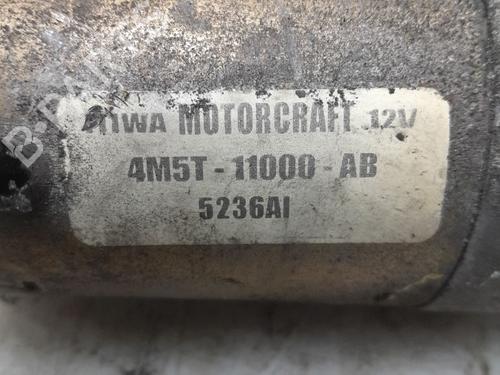 MOTORCRAFT 12V
4M5T - 11000 - AB
5236AI